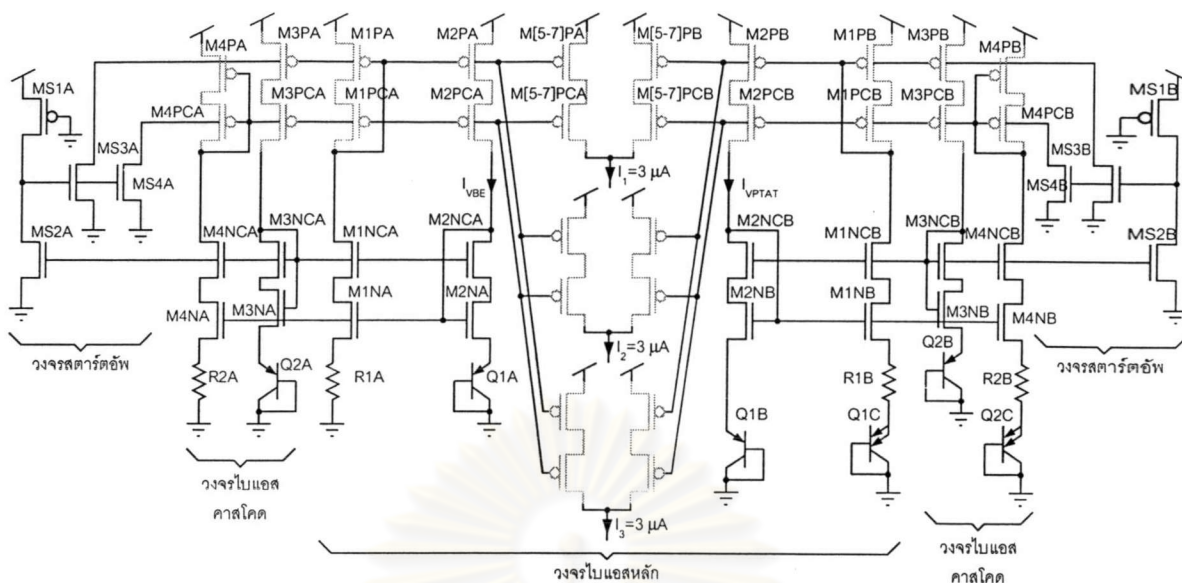 M4PA M3PA M1PA M2PA M[5-7]PA M[5-7]PB M2PB M1PB M3PB M4PB
MS1A MS1B
M4PCA M3PCA M1PCA M2PCA M[5-7]PCA M[5-7]PCB M2PCB M1PCB M3PCB M4PCB
MS3A MS4A MS3B MS4B
I1=3 μA
IVBE IVPTAT
MS2A M4NCA M3NCA M1NCA M2NCA M2NCB M1NCB M3NCB M4NCB MS2B
M4NA M3NA M1NA M2NA M2NB M1NB M3NB M4NB
I2=3 μA
วงจรสตาร์ตอัพ วงจรสตาร์ตอัพ
R2A Q2A R1A Q1A Q1B R1B Q2B R2B
Q1C Q2C
วงจรไบแอส
คาสโคด
I3=3 μA
วงจรไบแอสหลัก
วงจรไบแอส
คาสโคด